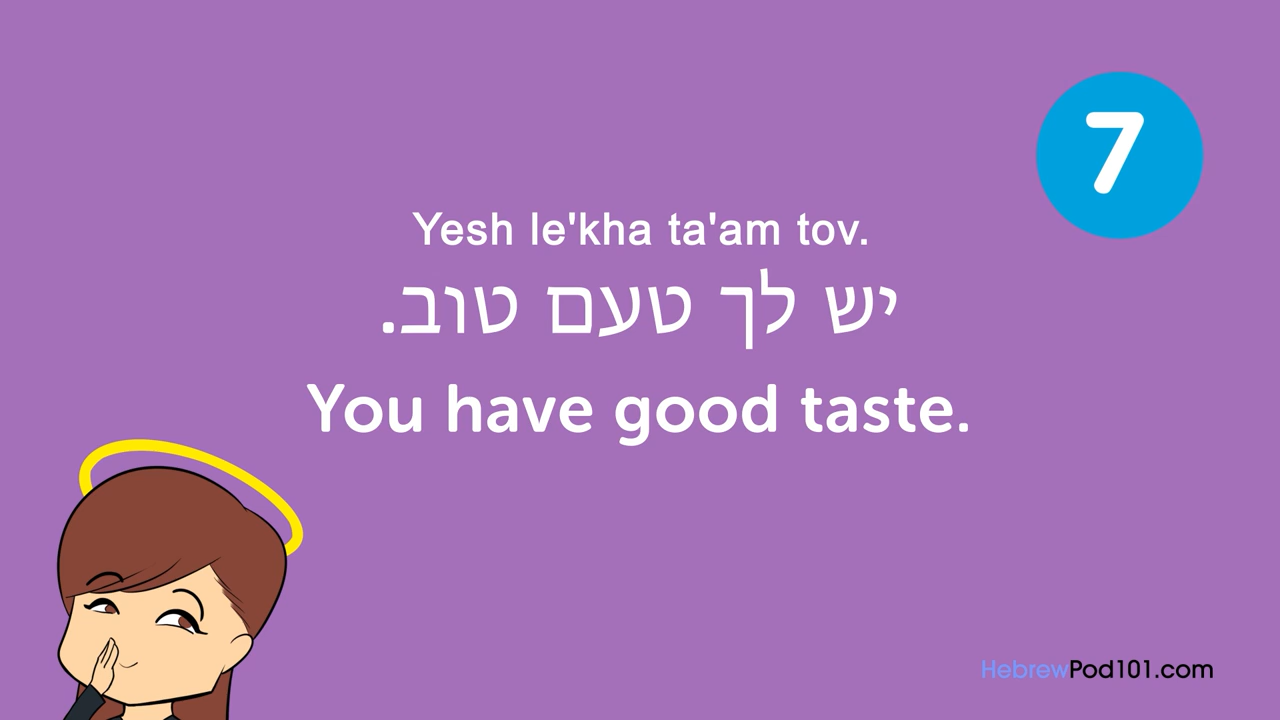 7
Yesh le'kha ta'am tov.
יש לך טעם טוב.
You have good taste.
HebrewPod101.com